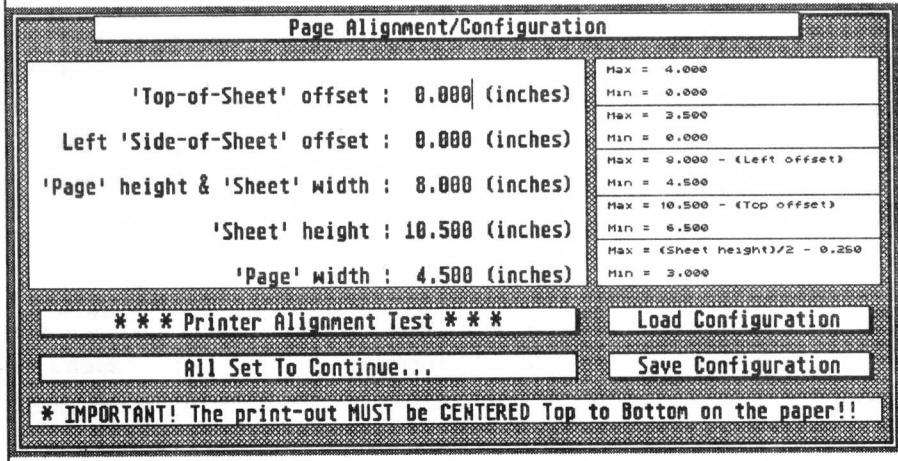 Page Alignment/Configuration
'Top-of-Sheet' offset : 0.000 (inches)
Left 'Side-of-Sheet' offset : 0.000 (inches)
'Page' height & 'Sheet' width : 8.000 (inches)
'Sheet' height : 10.500 (inches)
'Page' width : 4.500 (inches)
Max = 4.000
Min = 0.000
Max = 3.500
Min = 0.000
Max = 8.000 - (Left offset)
Min = 4.500
Max = 10.500 - (Top offset)
Min = 6.500
Max = (Sheet height)/2 - 0.250
Min = 3.000
* * * Printer Alignment Test * * *
Load Configuration
All Set To Continue...
Save Configuration
* IMPORTANT! The print-out MUST be CENTERED Top to Bottom on the paper!!